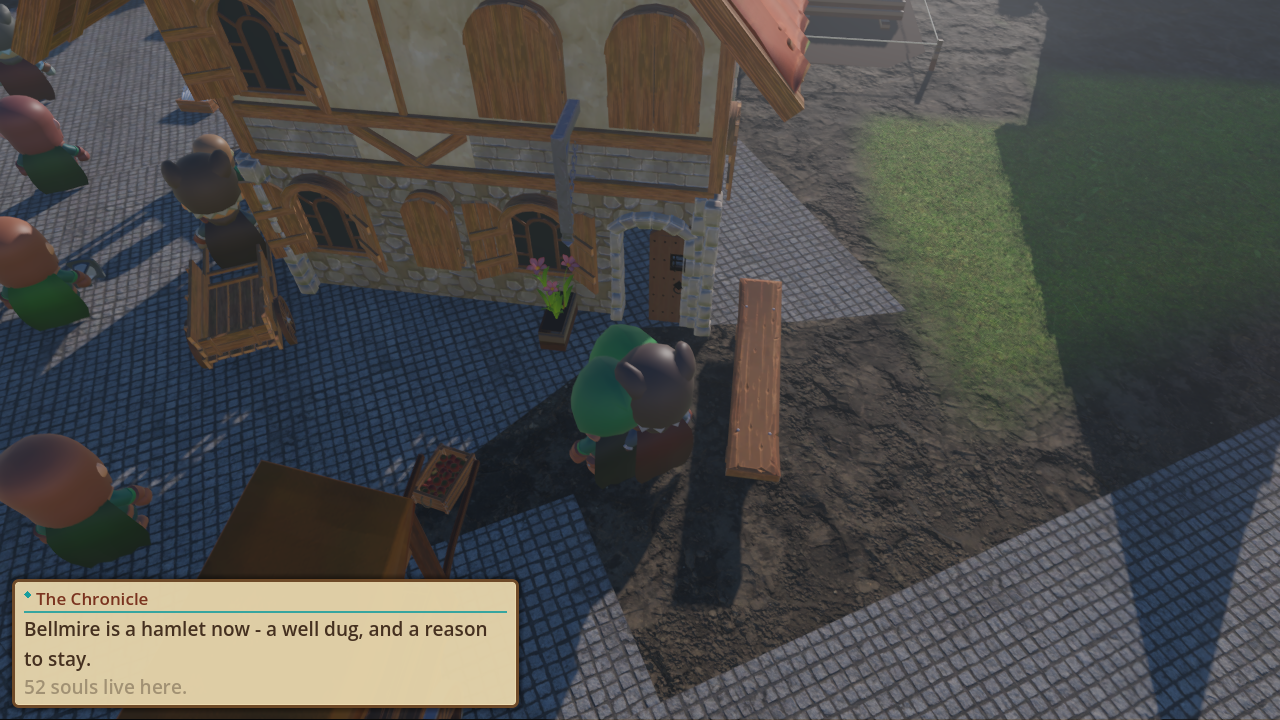 The Chronicle
Bellmire is a hamlet now - a well dug, and a reason
to stay.
52 souls live here.